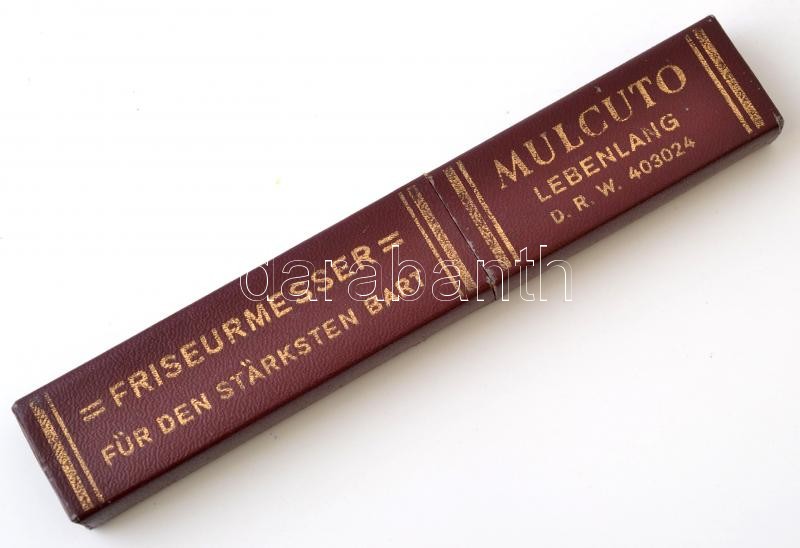 MULCUTO
LEBENLANG
D. R. W. 403024
= FRISEURMESSER =
FÜR DEN STÄRKSTEN BART
darabanth